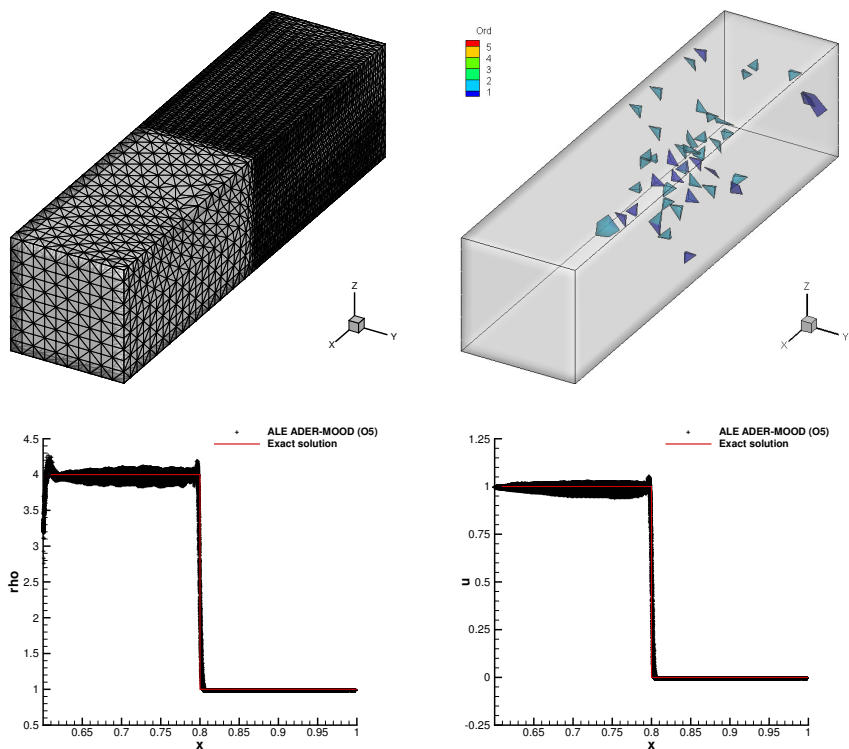 Z
X
Y
Ord
5
4
3
2
1
Z
X
Y
ALE ADER-MOOD (O5)
Exact solution
4.5
4
3.5
3
2.5
2
1.5
1
0.5
rho
0.65 0.7 0.75 0.8 0.85 0.9 0.95 1
x
ALE ADER-MOOD (O5)
Exact solution
1.25
1
0.75
0.5
0.25
0
-0.25
u
0.65 0.7 0.75 0.8 0.85 0.9 0.95 1
x